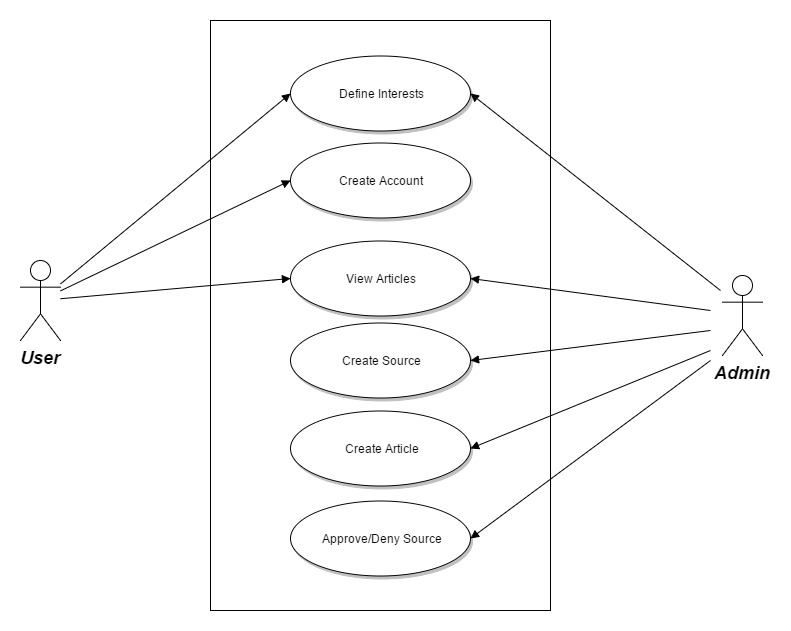 Define Interests
Create Account
View Articles
Create Source
Create Article
Approve/Deny Source
User
Admin